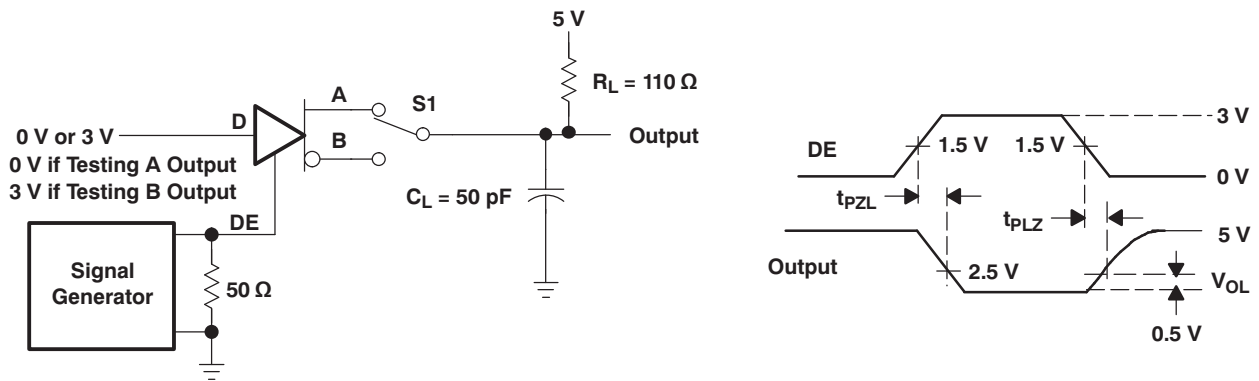 5 V
R_L = 110 Ω
A
S1
D
0 V or 3 V
B
Output
0 V if Testing A Output
3 V if Testing B Output
C_L = 50 pF
DE
Signal
Generator
50 Ω
3 V
DE
1.5 V
1.5 V
0 V
t_PZL
t_PLZ
5 V
Output
2.5 V
V_OL
0.5 V